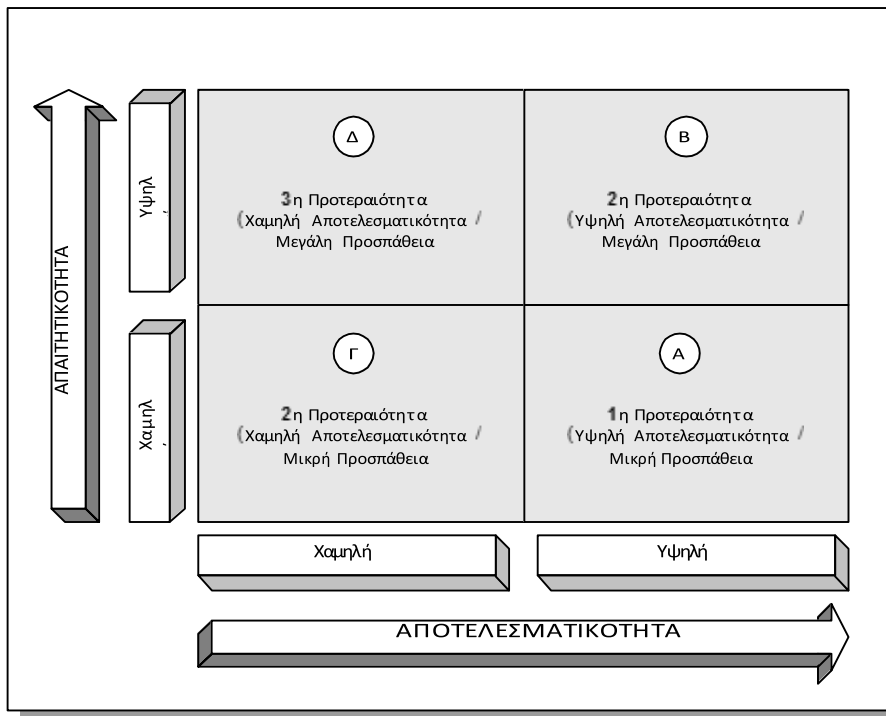 Δ
3η Προτεραιότητα
(Χαμηλή Αποτελεσματικότητα /
Μεγάλη Προσπάθεια
Β
2η Προτεραιότητα
(Υψηλή Αποτελεσματικότητα /
Μεγάλη Προσπάθεια
Υψηλ
ή
ΑΠΑΙΤΗΤΙΚΟΤΗΤΑ
Γ
2η Προτεραιότητα
(Χαμηλή Αποτελεσματικότητα /
Μικρή Προσπάθεια
Α
1η Προτεραιότητα
(Υψηλή Αποτελεσματικότητα /
Μικρή Προσπάθεια
Χαμηλ
Χαμηλή
Υψηλή
ΑΠΟΤΕΛΕΣΜΑΤΙΚΟΤΗΤΑ